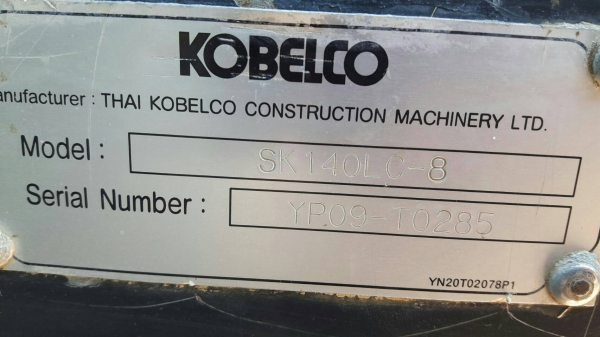 KOBELCO
anufacturer : THAI KOBELCO CONSTRUCTION MACHINERY LTD.
Model : SK140LC-8
Serial Number : YP09-T0285
YN20T02078P1